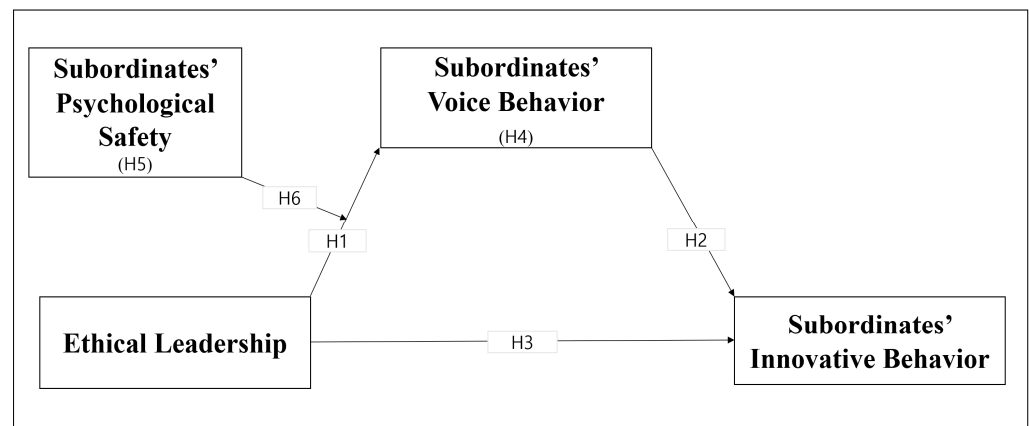 Subordinates’
Psychological
Safety
(H5)
Subordinates’
Voice Behavior
(H4)
H6
H1
H2
Ethical Leadership
H3
Subordinates’
Innovative Behavior